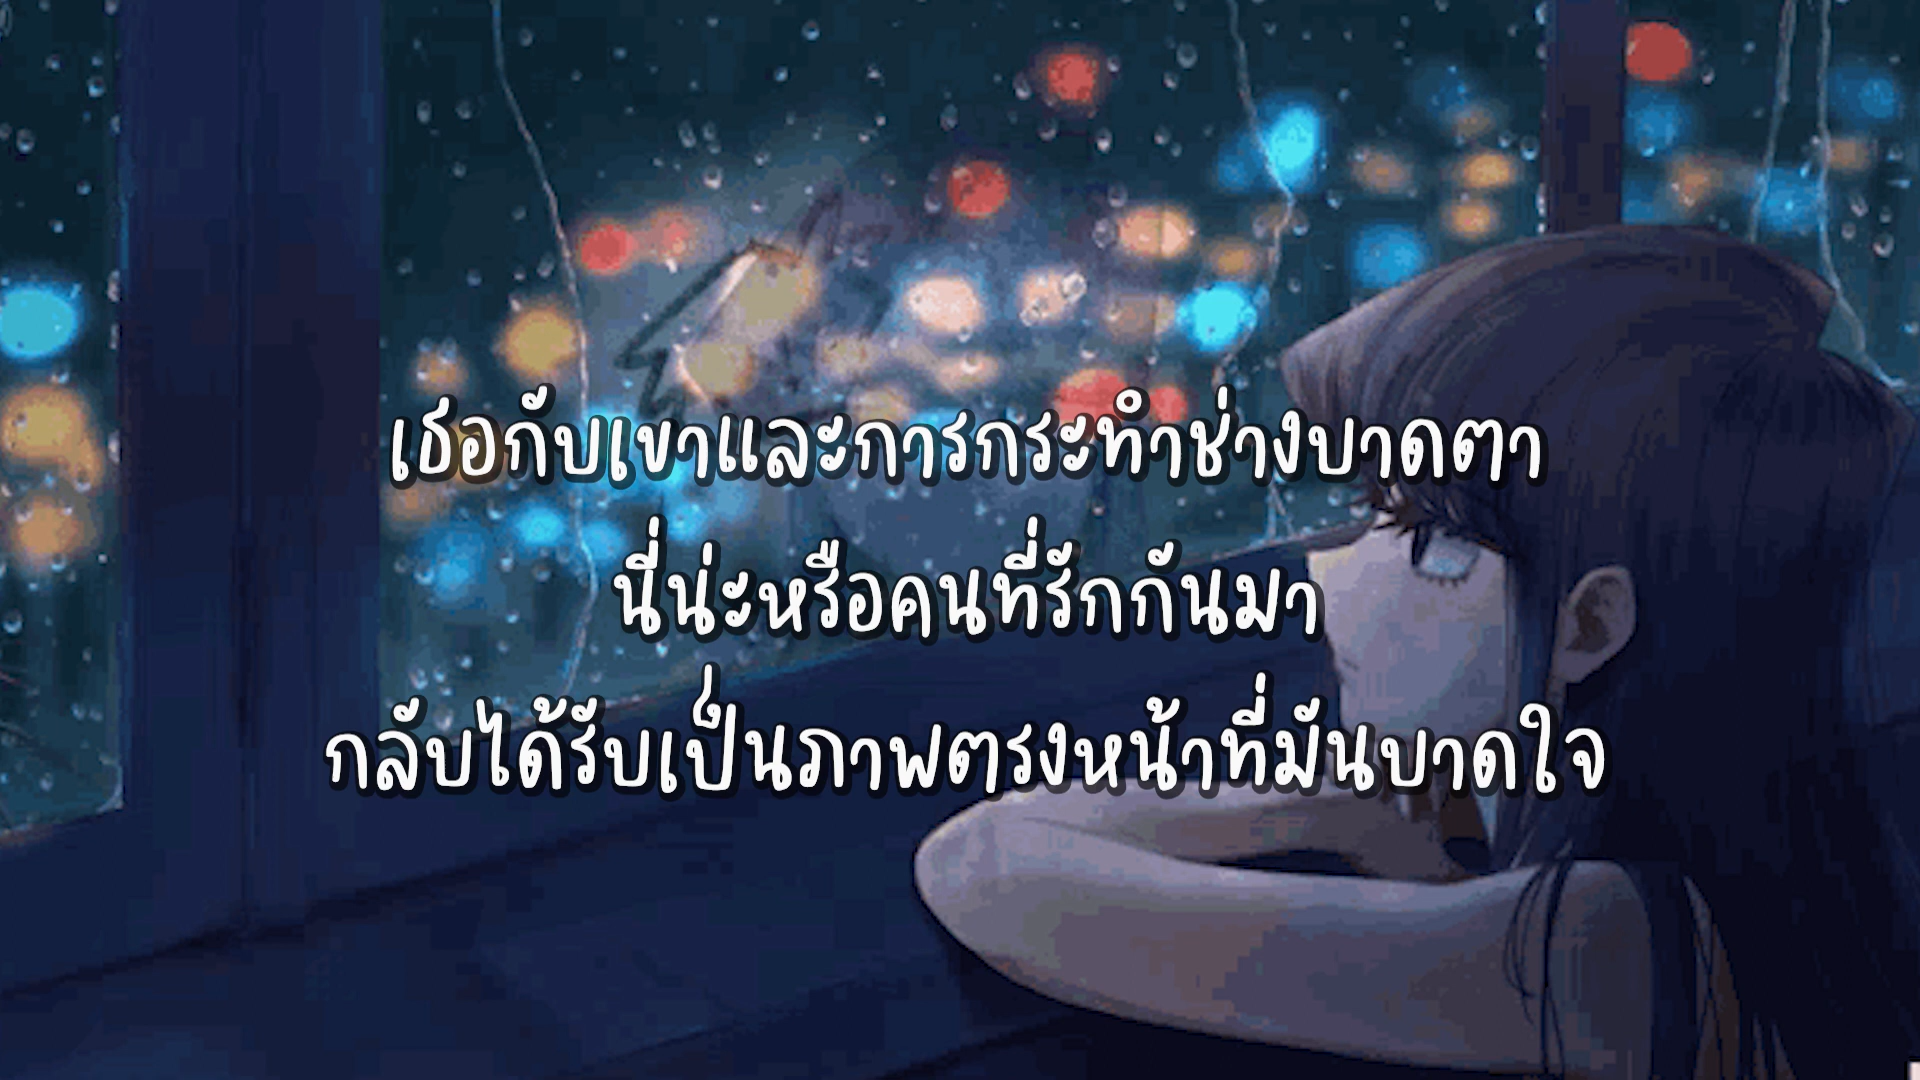 เธอกับเขาและการกระทำช่างบาดตา
นี่น่ะหรือคนที่รักกันมา
กลับได้รับเป็นภาพตรงหน้าที่มันบาดใจ